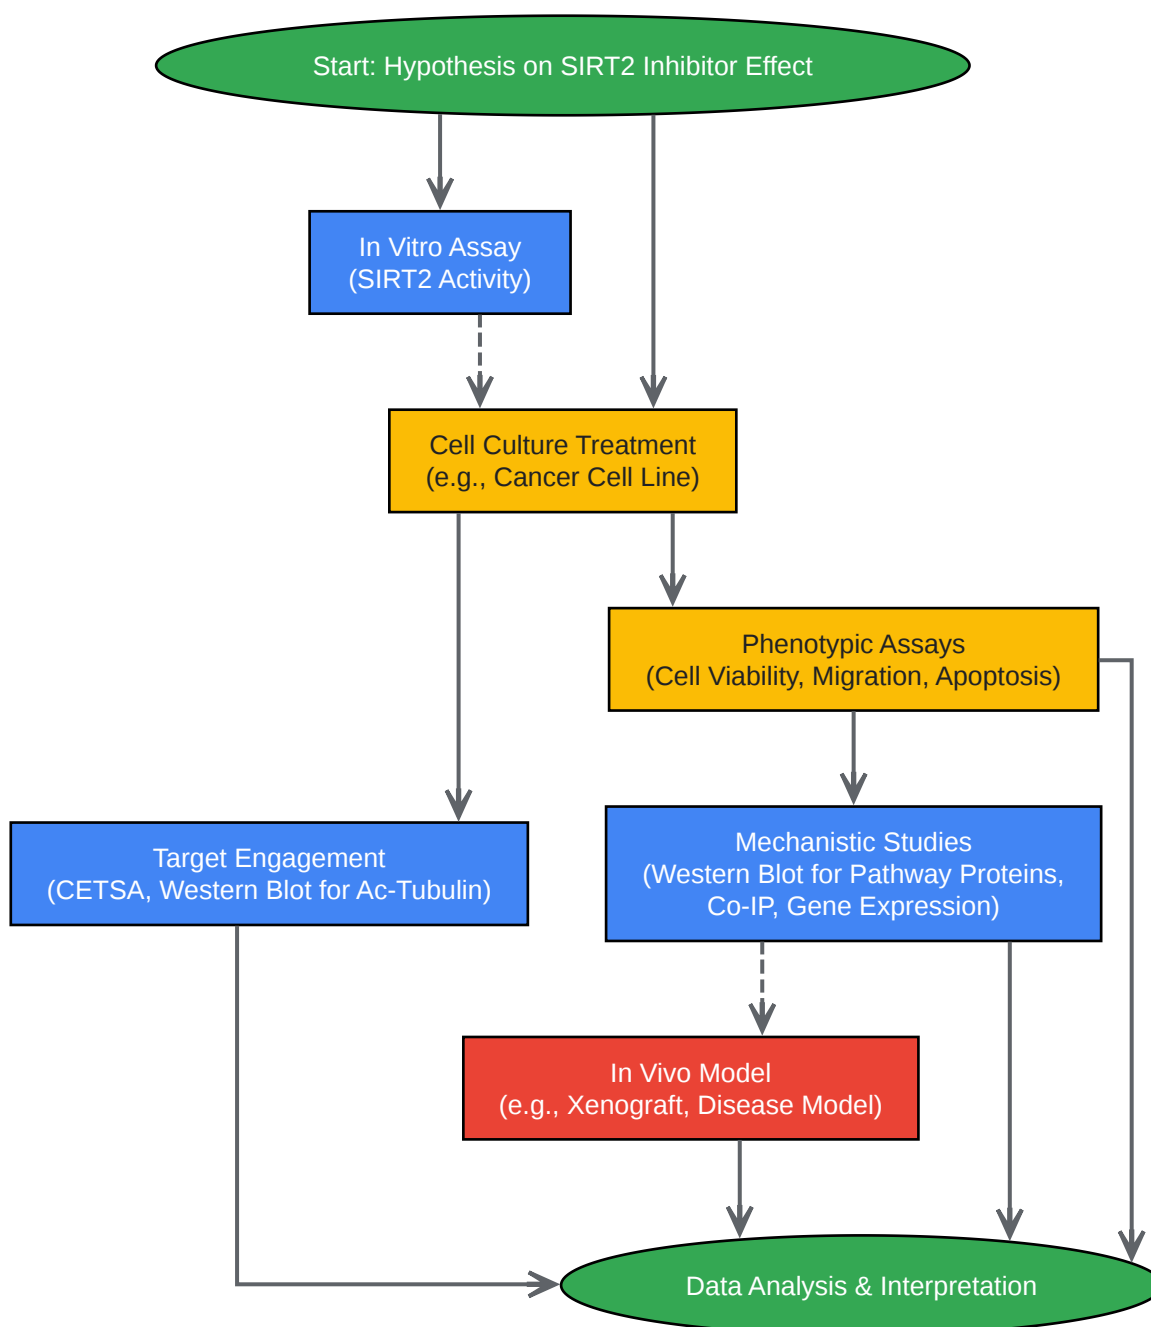 Start: Hypothesis on SIRT2 Inhibitor Effect
In Vitro Assay
(SIRT2 Activity)
Cell Culture Treatment
(e.g., Cancer Cell Line)
Phenotypic Assays
(Cell Viability, Migration, Apoptosis)
Target Engagement
(CETSA, Western Blot for Ac-Tubulin)
Mechanistic Studies
(Western Blot for Pathway Proteins,
Co-IP, Gene Expression)
In Vivo Model
(e.g., Xenograft, Disease Model)
Data Analysis & Interpretation